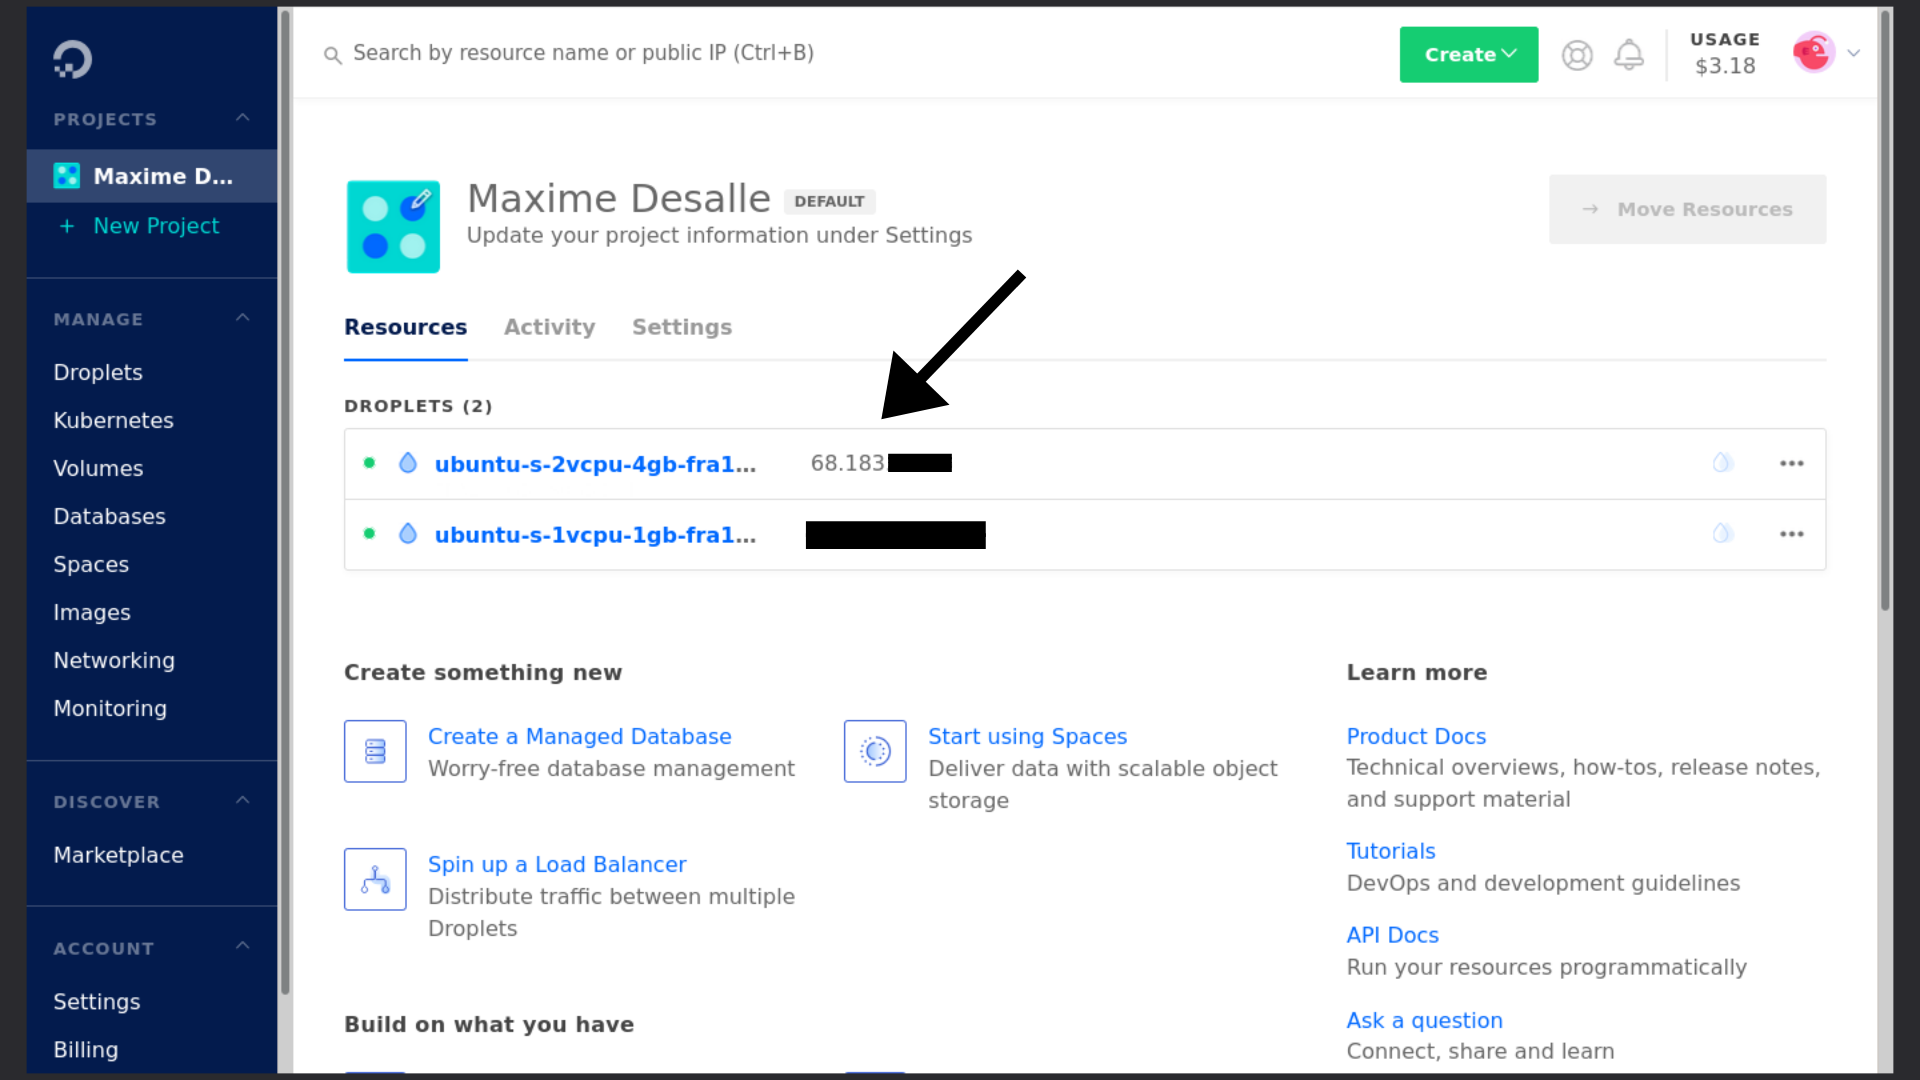 Search by resource name or public IP (Ctrl+B)
Create
USAGE
$3.18
PROJECTS
Maxime D...
+ New Project
MANAGE
Droplets
Kubernetes
Volumes
Databases
Spaces
Images
Networking
Monitoring
DISCOVER
Marketplace
ACCOUNT
Settings
Billing
Maxime Desalle DEFAULT
Update your project information under Settings
→ Move Resources
Resources Activity Settings
DROPLETS (2)
ubuntu-s-2vcpu-4gb-fra1... 68.183
ubuntu-s-1vcpu-1gb-fra1...
Create something new
Create a Managed Database
Worry-free database management
Start using Spaces
Deliver data with scalable object
storage
Spin up a Load Balancer
Distribute traffic between multiple
Droplets
Build on what you have
Learn more
Product Docs
Technical overviews, how-tos, release notes,
and support material
Tutorials
DevOps and development guidelines
API Docs
Run your resources programmatically
Ask a question
Connect, share and learn